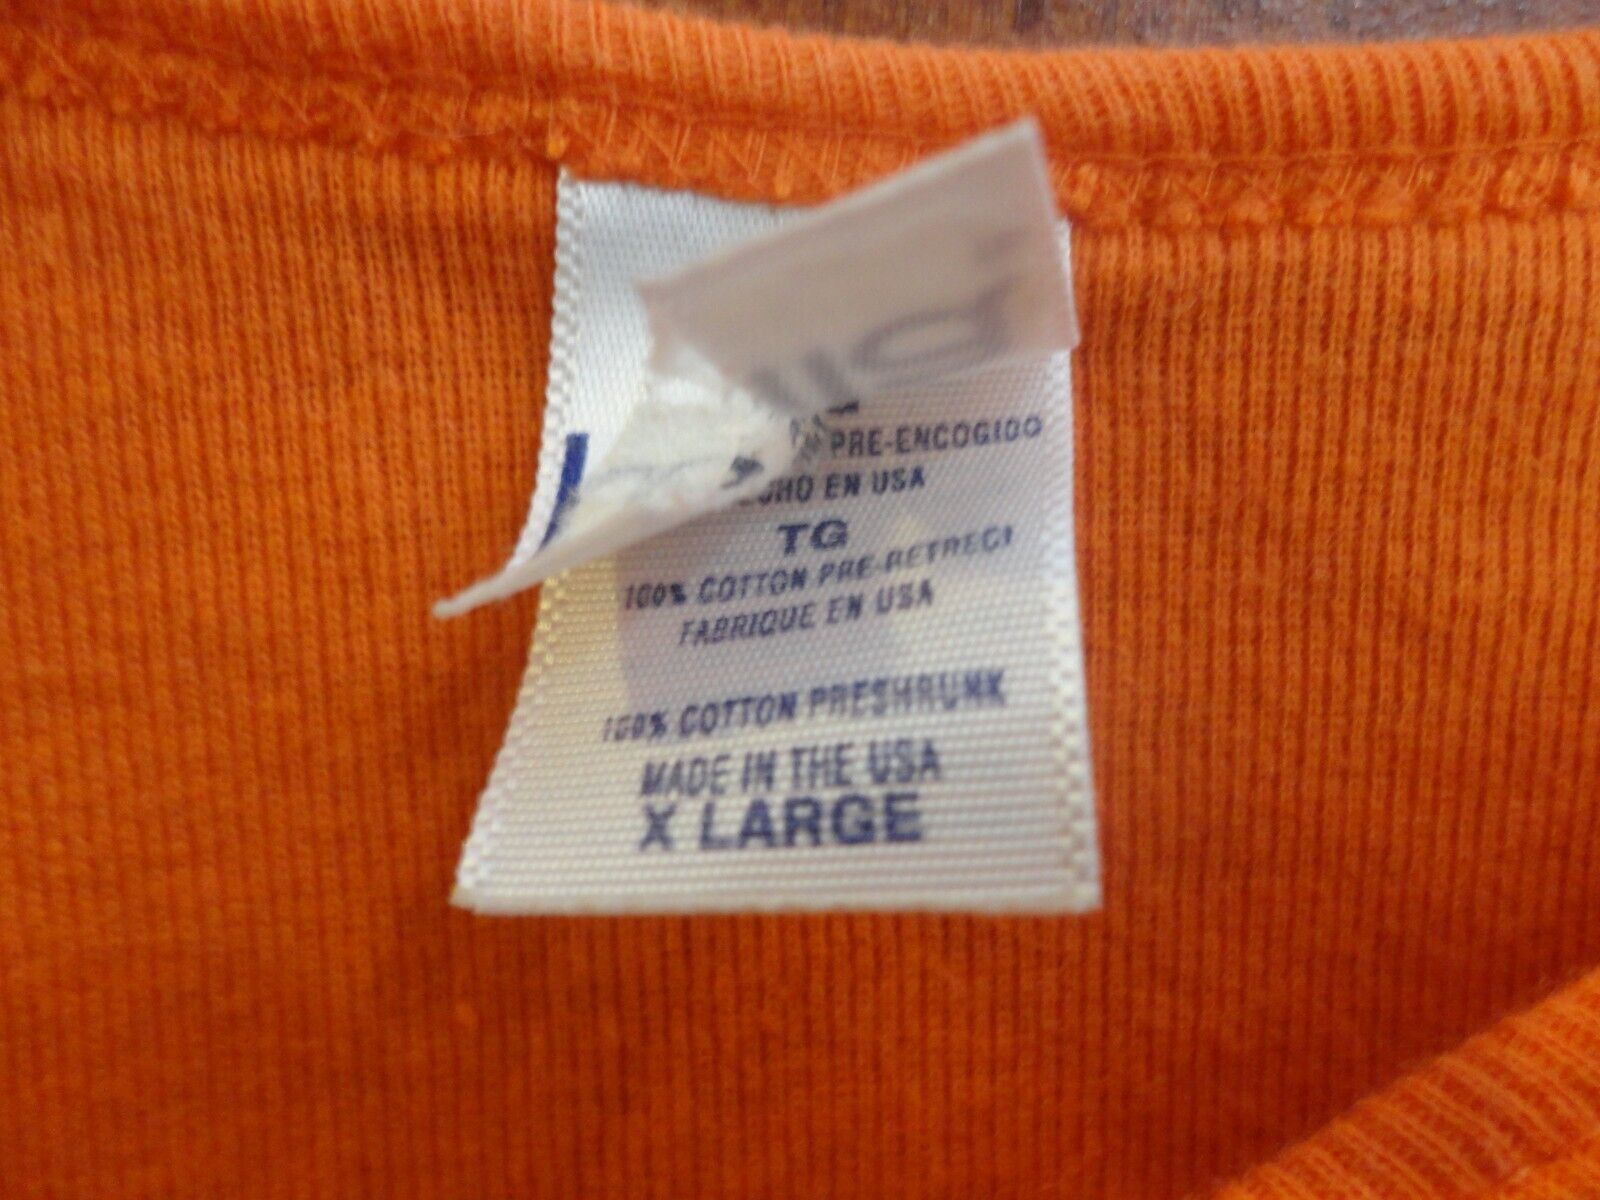 PRE-ENCOGIDO
ECHO EN USA
TG
100% COTTON PRE-RETRECI
FABRIQUE EN USA
100% COTTON PRESHRUNK
MADE IN THE USA
X LARGE